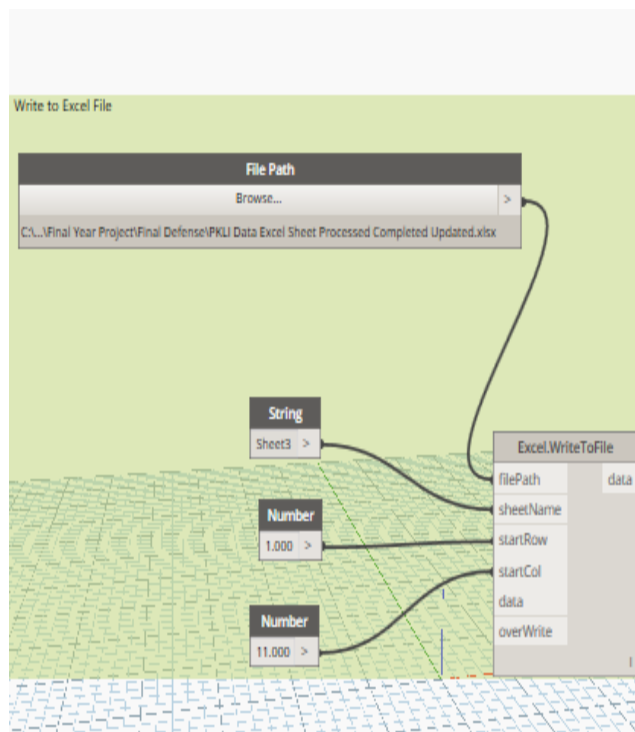 Write to Excel File
File Path
Browse... >
C:\...\Final Year Project\Final Defense\PKLI Data Excel Sheet Processed Completed Updated.xlsx
String
Sheet3 >
Excel.WriteToFile
filePath data
sheetName
Number
startRow
1.000 >
startCol
data
Number
overWrite
11.000 >
l